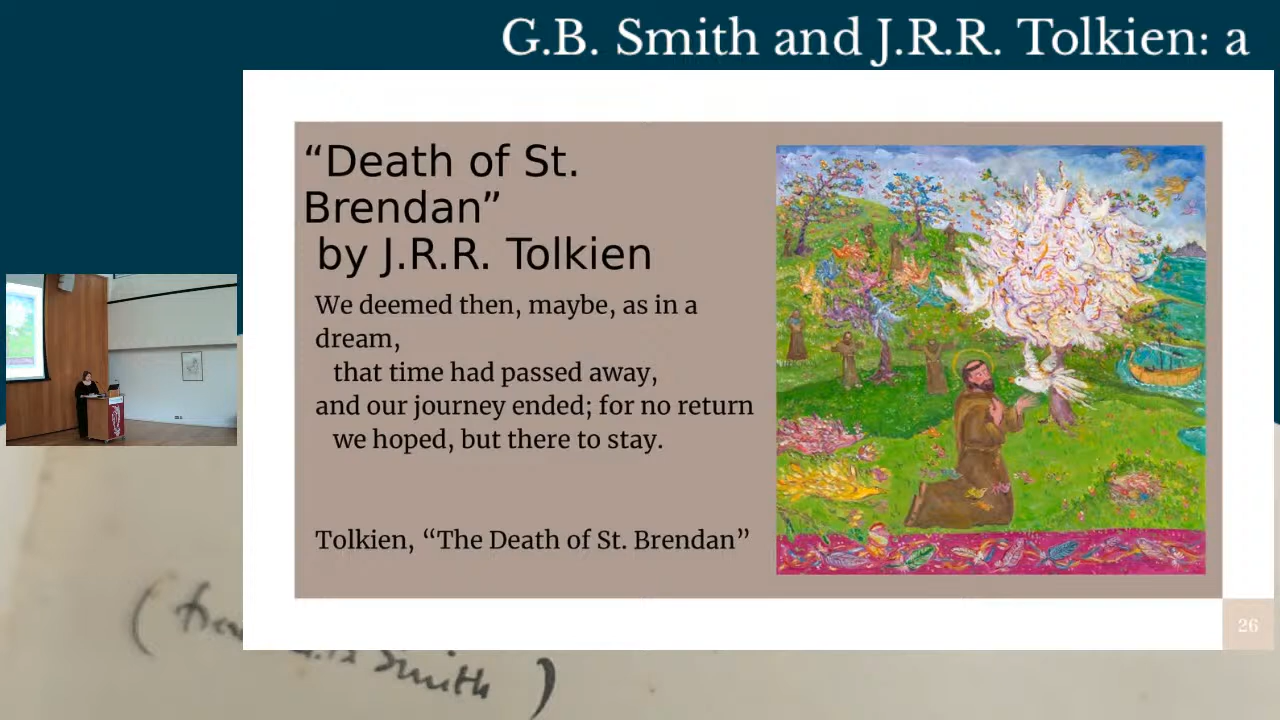 G.B. Smith and J.R.R. Tolkien: a
“Death of St.
Brendan”
by J.R.R. Tolkien
We deemed then, maybe, as in a
dream,
that time had passed away,
and our journey ended; for no return
we hoped, but there to stay.
Tolkien, “The Death of St. Brendan”
26
(
Smith )